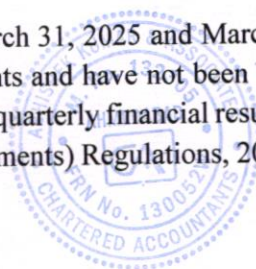 rch 31, 2025 and Marc
nts and have not been
quarterly financial resu
ments) Regulations, 20
FRN No. 130052
CHARTERED ACCOUNTANTS